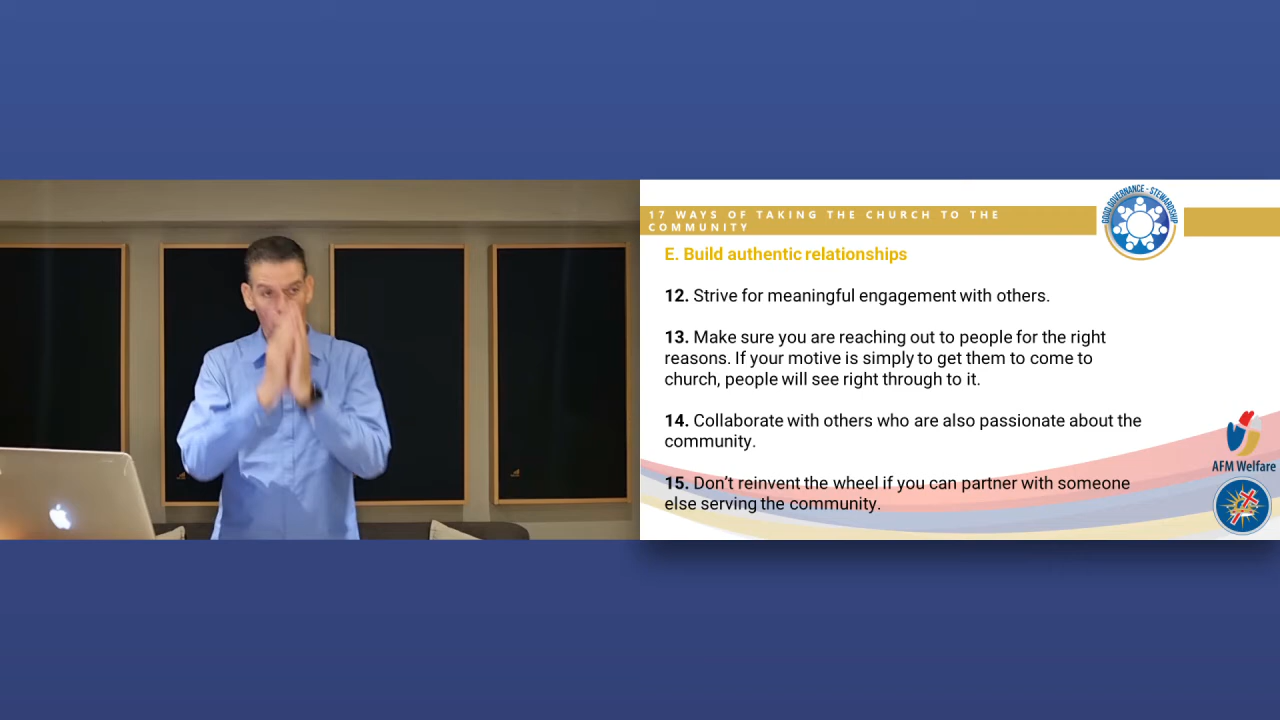 17 WAYS OF TAKING THE CHURCH TO THE
COMMUNITY
GOOD GOVERNANCE - STEWARDSHIP
E. Build authentic relationships
12. Strive for meaningful engagement with others.
13. Make sure you are reaching out to people for the right
reasons. If your motive is simply to get them to come to
church, people will see right through to it.
14. Collaborate with others who are also passionate about the
community.
15. Don’t reinvent the wheel if you can partner with someone
else serving the community.
AFM Welfare